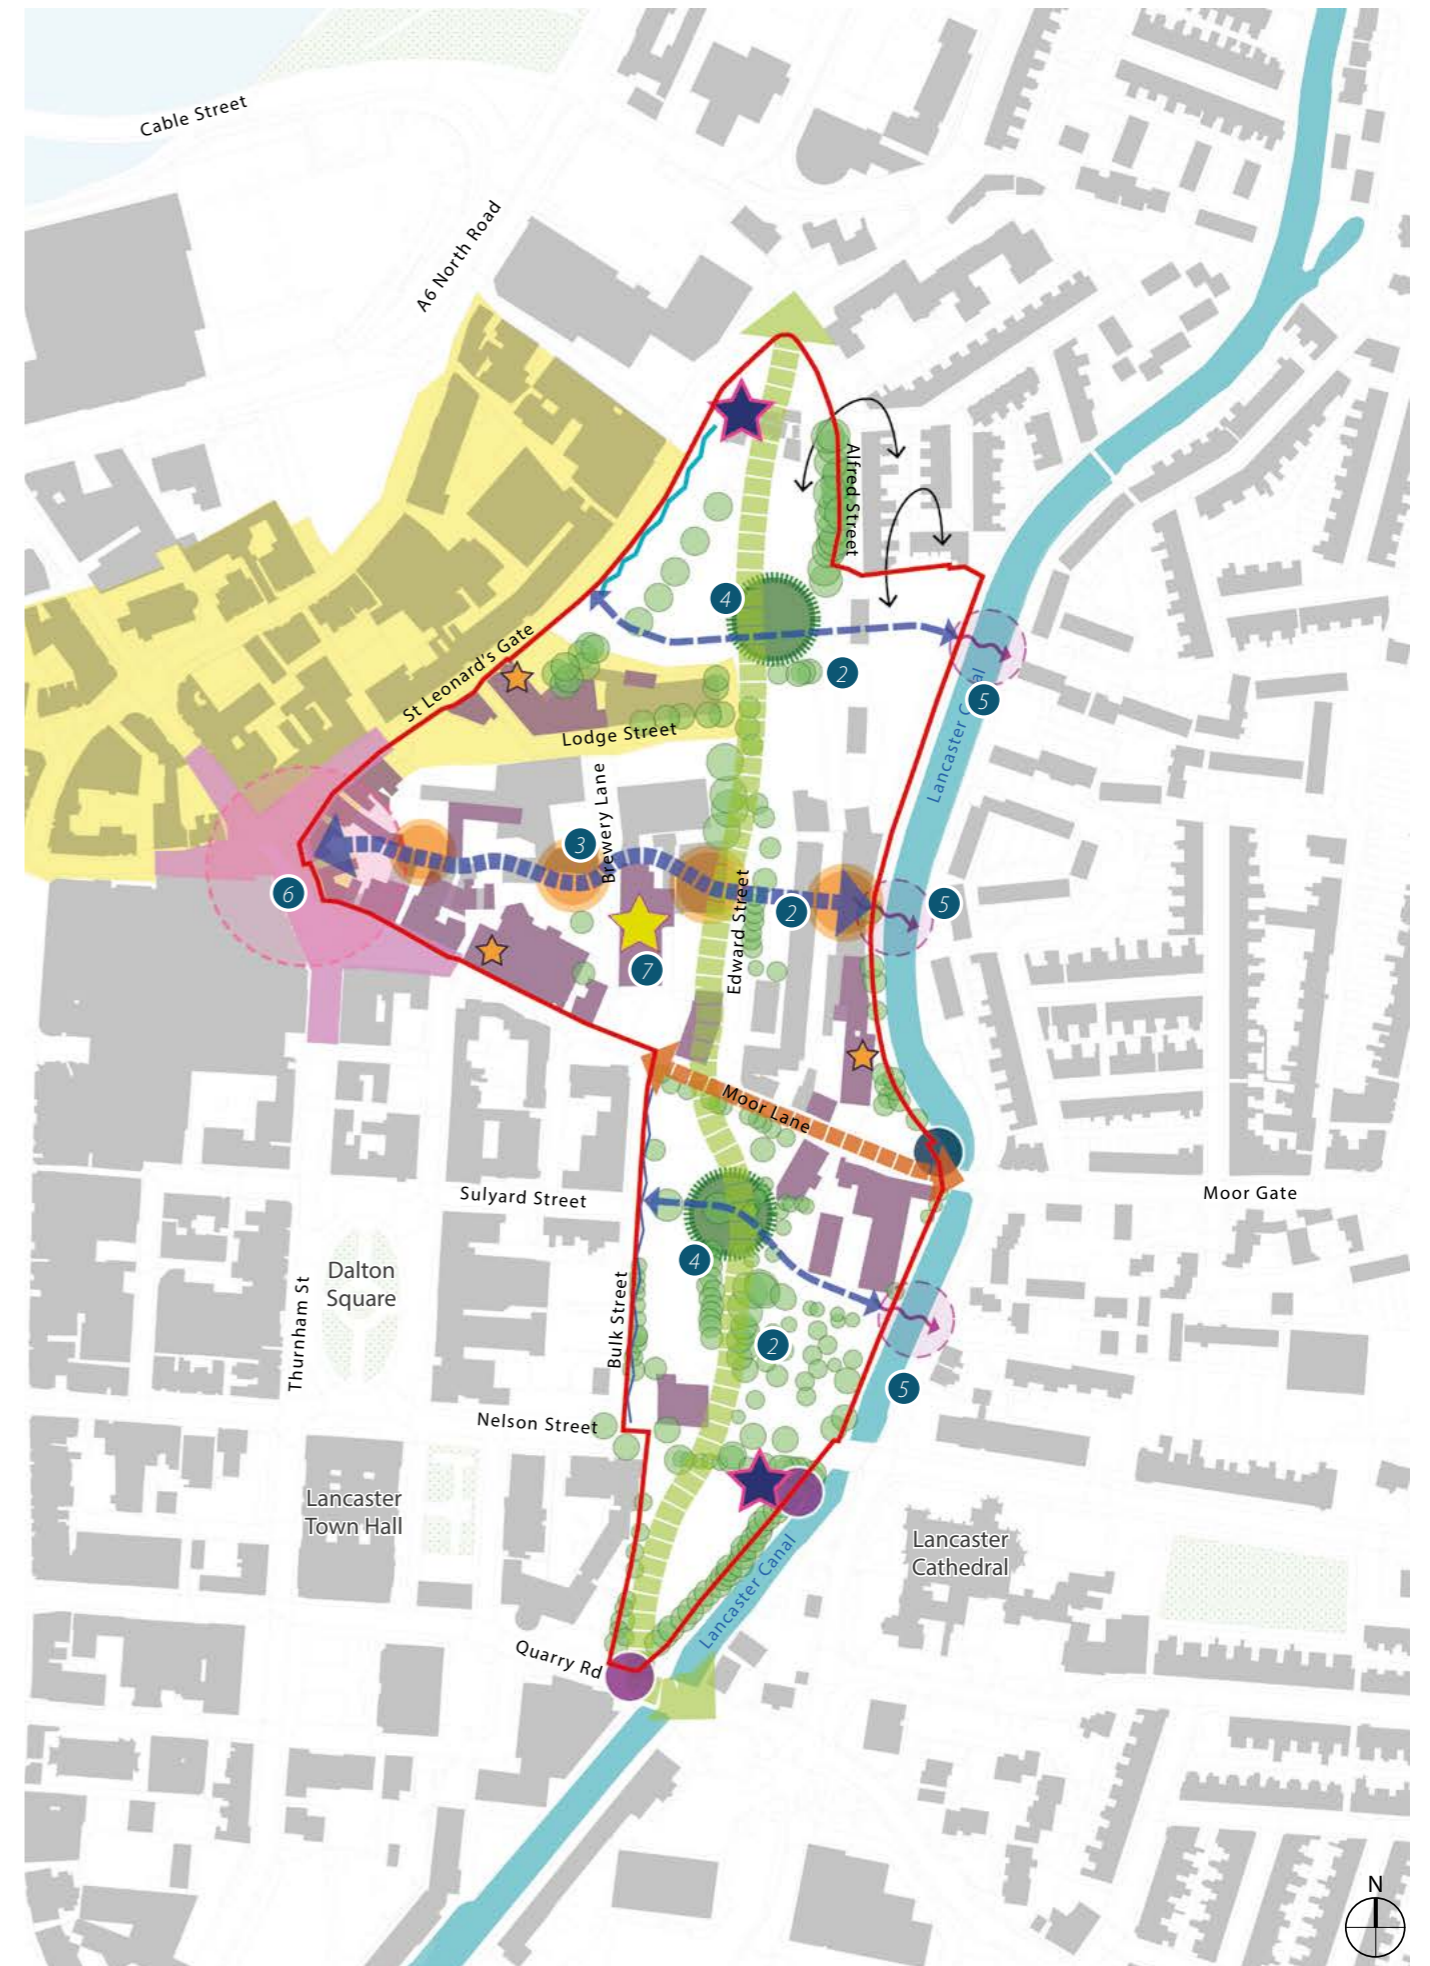 Cable Street
A6 North Road
Alfred Street
4
St Leonard's Gate
2
5
Lancaster Canal
Lodge Street
Brewery Lane
3
6
Edward Street
2
5
7
Moor Lane
Sulyard Street
Moor Gate
4
Dalton
Square
Thurnham St
Bulk Street
2
5
Nelson Street
Lancaster
Town Hall
Lancaster
Cathedral
Lancaster Canal
Quarry Rd
N